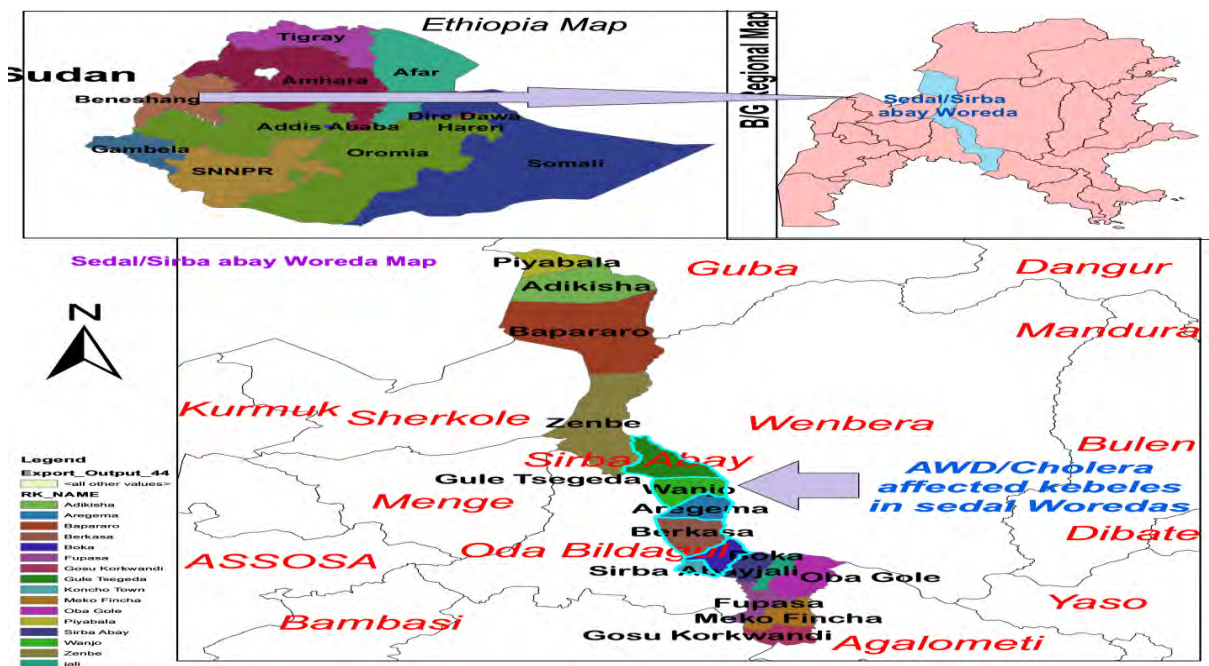 Ethiopia Map
Tigray
Sudan
Amhara
Afar
Beneshang
Dire Dawa
Addis Ababa
Hareri
Gambela
Oromia
Somali
SNNPR
B/G Regional Map
Sedal/Sirba
abay Woreda
Sedal/Sirba abay Woreda Map
N
Piyabala
Guba
Dangur
Adikisha
Bapararo
Mandura
Kurmuk
Sherkole
Zenbe
Wenbera
Bulen
Sirba Abay
Gule Tsegeda
Wanjo
Menge
Aregema
AWD/Cholera
affected kebeles
in sedal Woredas
Berkasa
Dibate
ASSOSA
Oda Bildagul
Boka
Sirba Abay
jali
Oba Gole
Yaso
Fupasa
Bambasi
Meko Fincha
Gosu Korkwandi
Agalometi
Legend
Export_Output_44
<all other values>
RK_NAME
Adikisha
Aregema
Bapararo
Berkasa
Boka
Fupasa
Gosu Korkwandi
Gule Tsegeda
Koncho Town
Meko Fincha
Oba Gole
Piyabala
Sirba Abay
Wanjo
Zenbe
jali